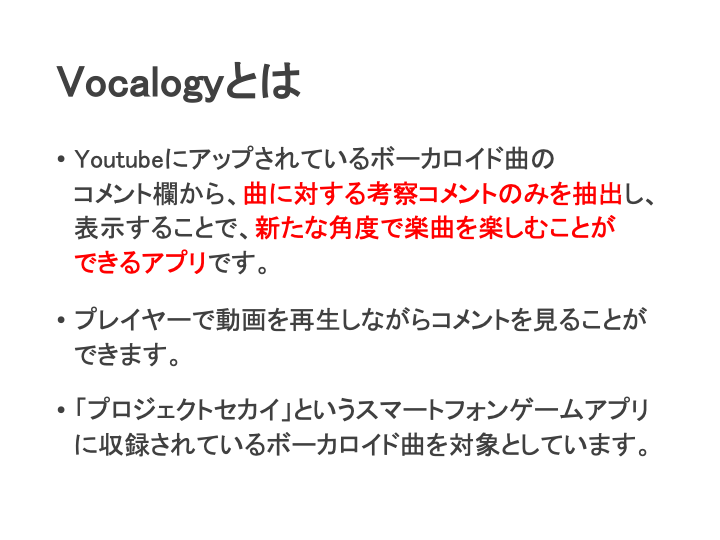 Vocalogyとは
• Youtubeにアップされているボーカロイド曲の
コメント欄から、曲に対する考察コメントのみを抽出し、
表示することで、新たな角度で楽曲を楽しむことが
できるアプリです。
• プレイヤーで動画を再生しながらコメントを見ることが
できます。
• 「プロジェクトセカイ」というスマートフォンゲームアプリ
に収録されているボーカロイド曲を対象としています。